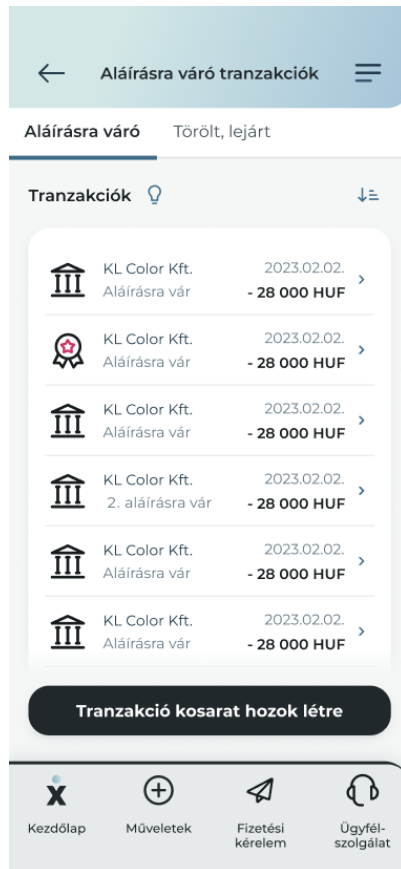 Aláírásra váró tranzakciók
Aláírásra váró Törölt, lejárt
Tranzakciók
KL Color Kft. 2023.02.02.
Aláírásra vár - 28 000 HUF
KL Color Kft. 2023.02.02.
Aláírásra vár - 28 000 HUF
KL Color Kft. 2023.02.02.
Aláírásra vár - 28 000 HUF
KL Color Kft. 2023.02.02.
2. aláírásra vár - 28 000 HUF
KL Color Kft. 2023.02.02.
Aláírásra vár - 28 000 HUF
KL Color Kft. 2023.02.02.
Aláírásra vár - 28 000 HUF
Tranzakció kosarat hozok létre
Kezdőlap Műveletek Fizetési Ügyfél-
kérelem szolgálat